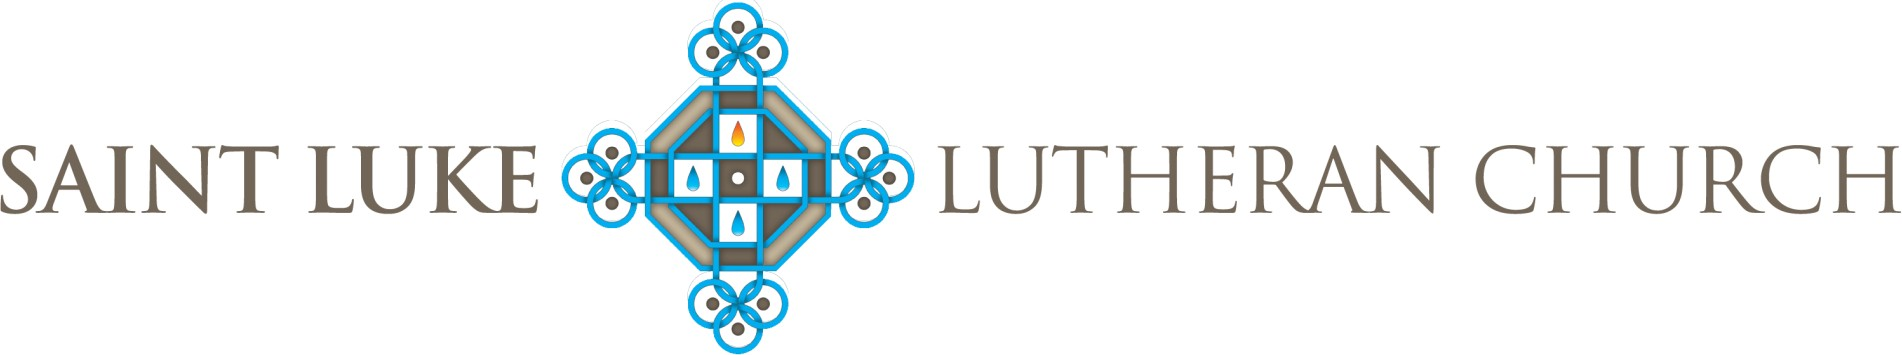 SAINT LUKE LUTHERAN CHURCH